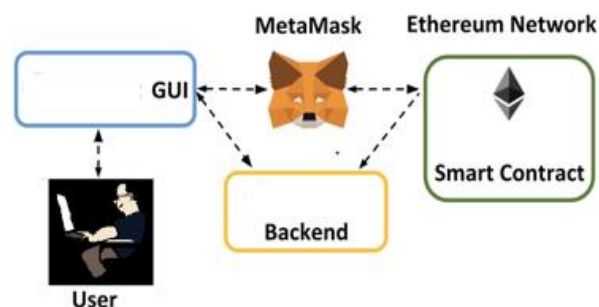 MetaMask
Ethereum Network
GUI
Smart Contract
Backend
User